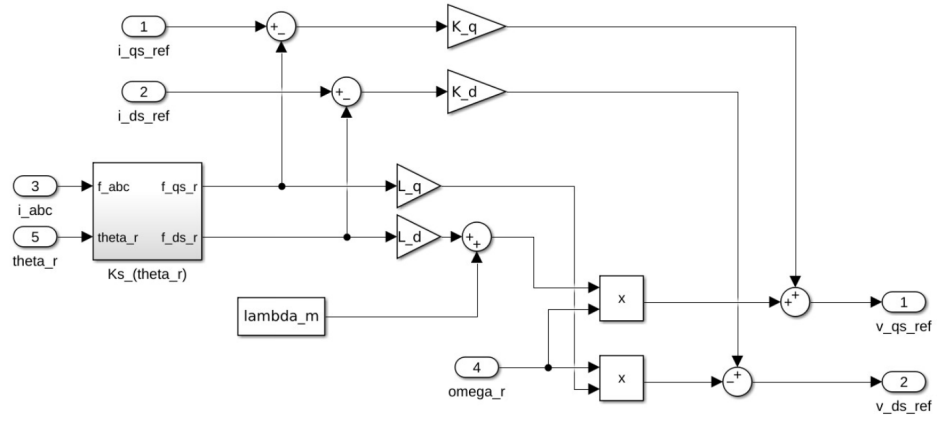 1
i_qs_ref
+
−
K_q
2
i_ds_ref
+
−
K_d
3
i_abc
f_abc
f_qs_r
L_q
5
theta_r
theta_r
f_ds_r
L_d
+
+
Ks_(theta_r)
lambda_m
x
+
+
1
v_qs_ref
4
omega_r
x
−
+
2
v_ds_ref